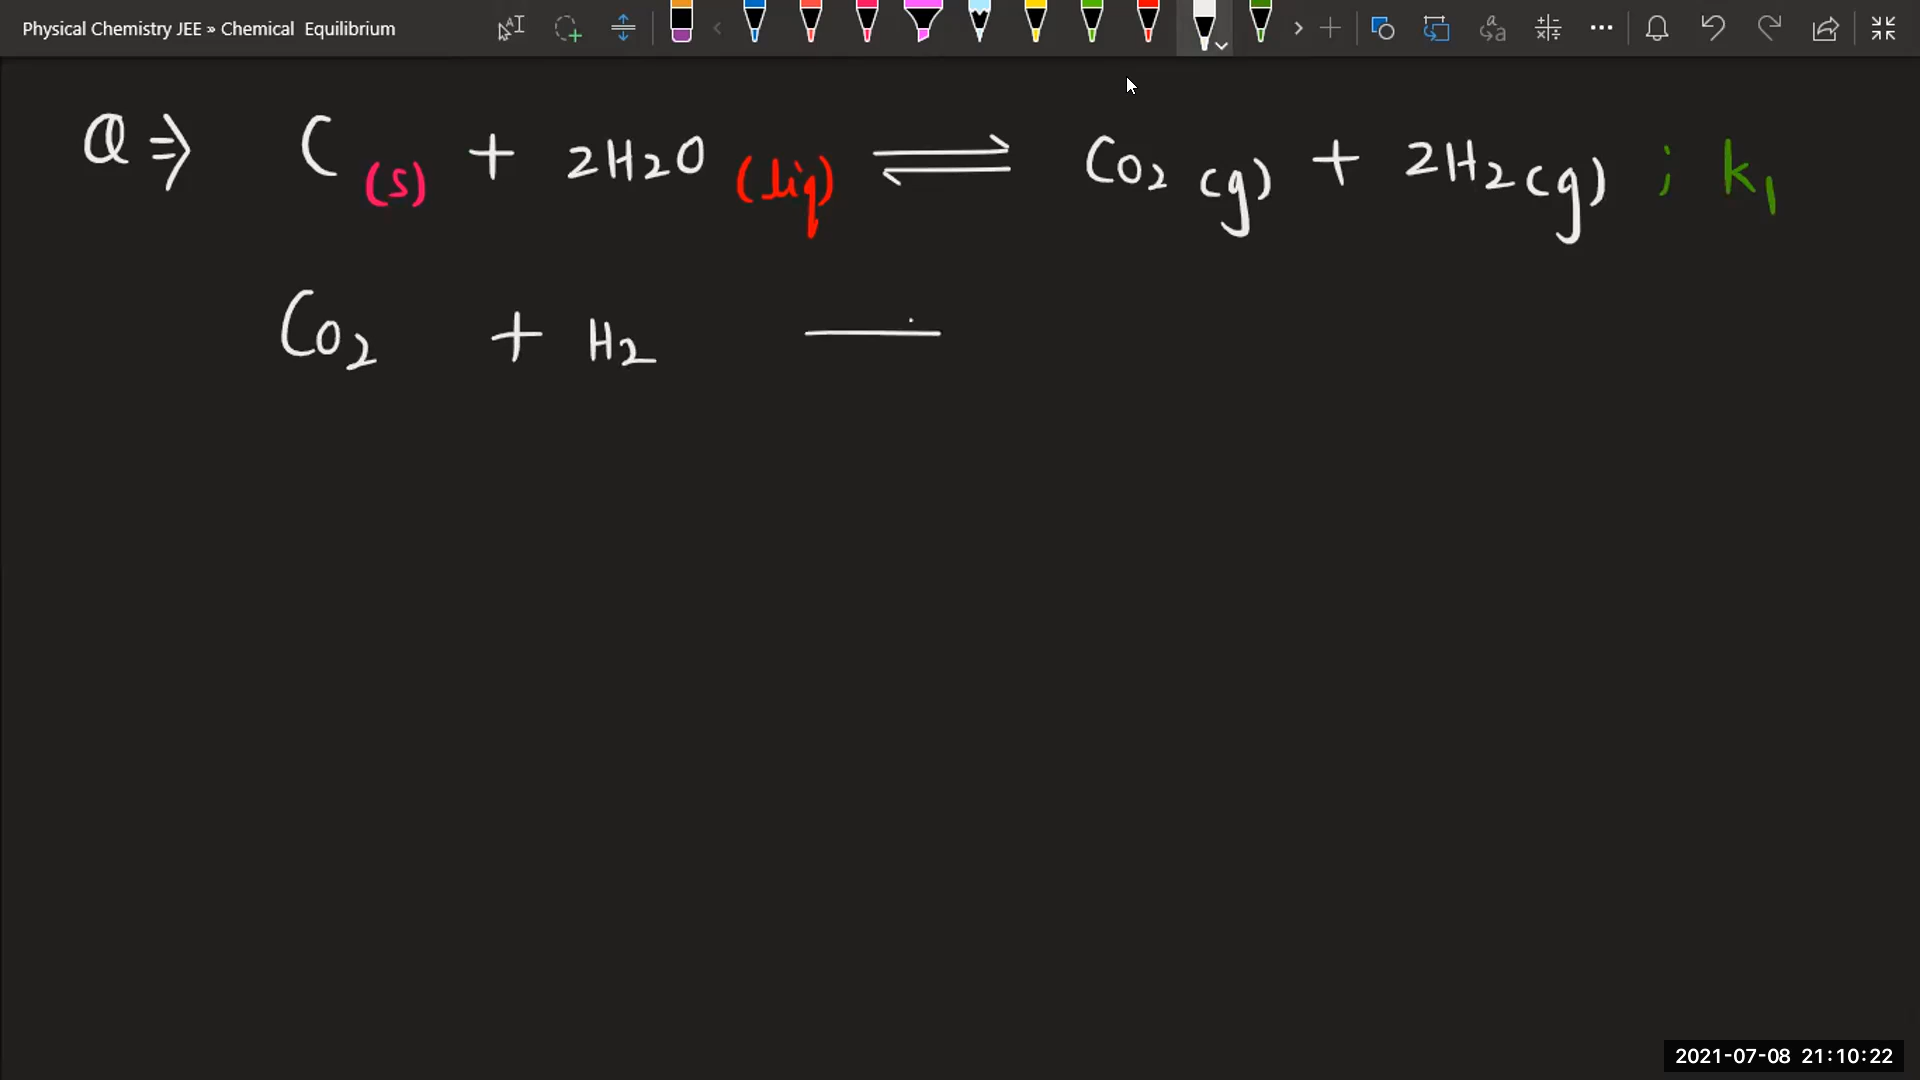 Physical Chemistry JEE » Chemical Equilibrium
Q ⇒ C (s) + 2H2O (liq) ⇌ CO2 (g) + 2H2 (g) ; k1
CO2 + H2 —
2021-07-08 21:10:22